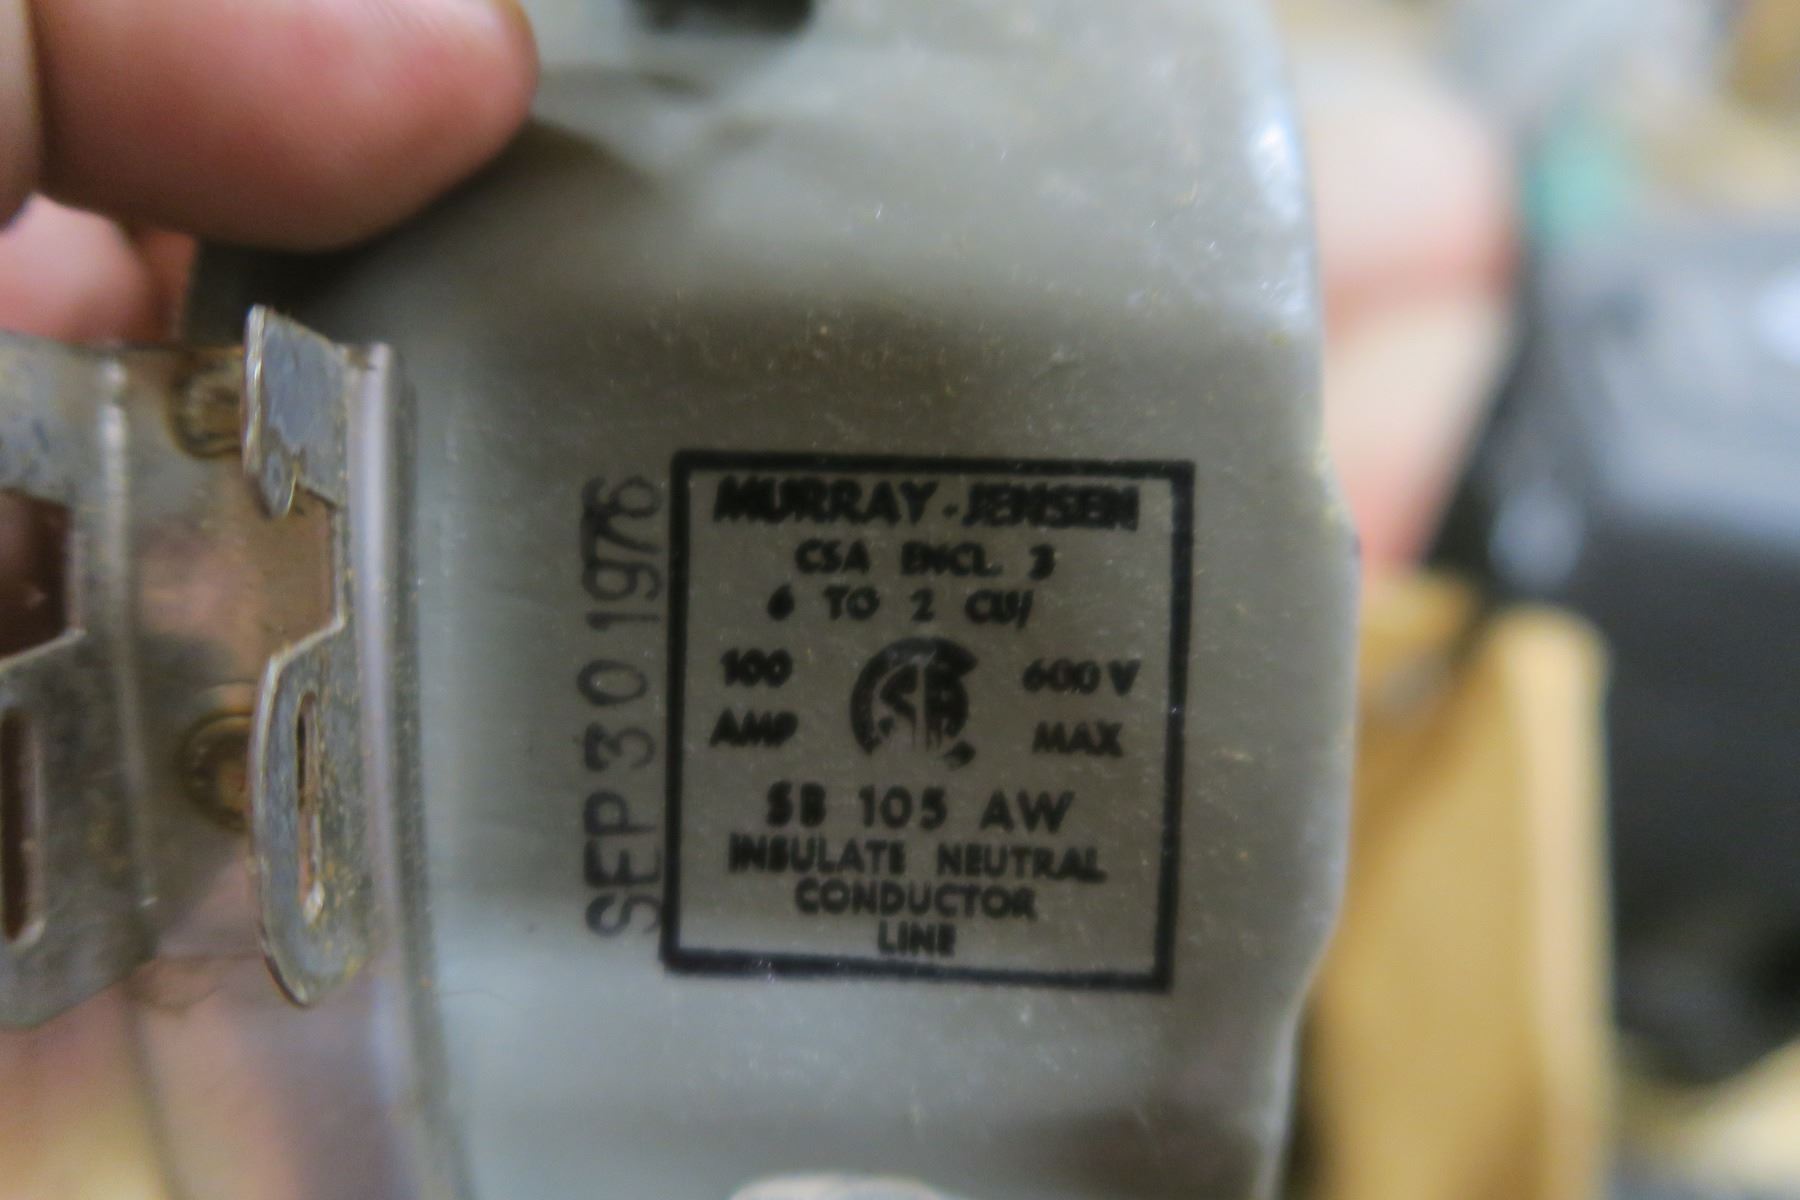 MURRAY-JENSEN
CSA ENCL. 3
6 TO 2 CU/
100
AMP
600 V
MAX
SB 105 AW
INSULATE NEUTRAL
CONDUCTOR
LINE
SEP 30 1976